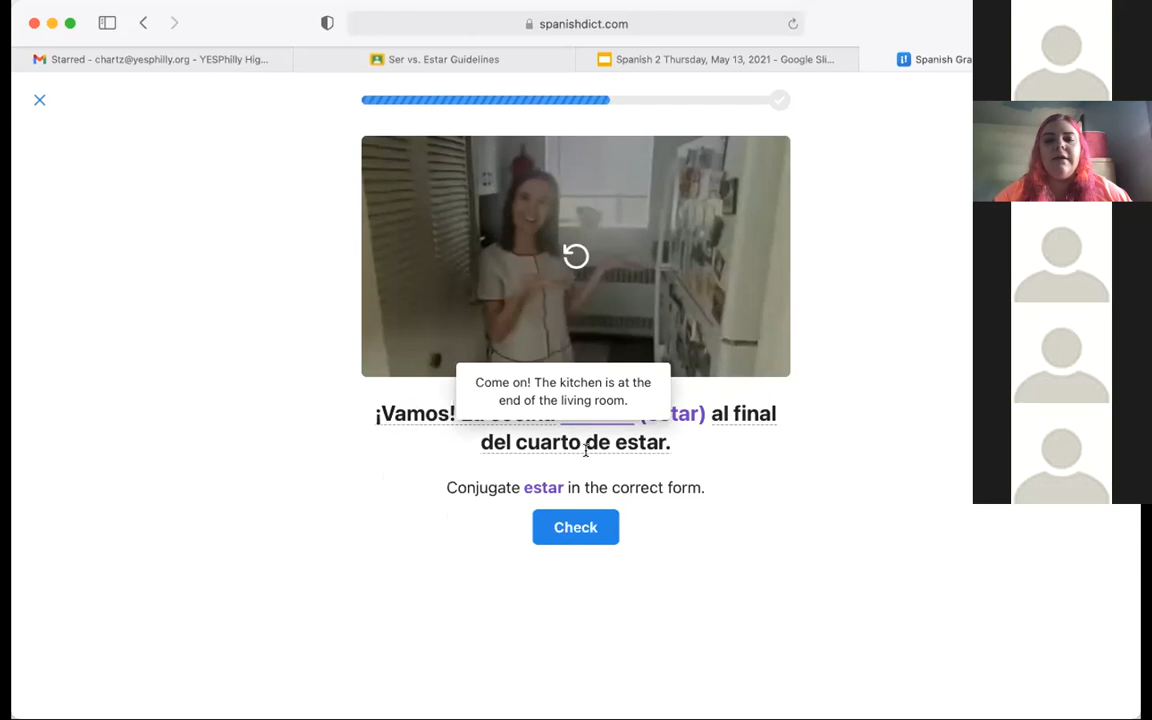 spanishdict.com
Starred - chartz@yesphilly.org - YESPhilly Hig...
Ser vs. Estar Guidelines
Spanish 2 Thursday, May 13, 2021 - Google Sli...
Spanish Gra
Come on! The kitchen is at the
end of the living room.
¡Vamos! (estar) al final
del cuarto de estar.
Conjugate estar in the correct form.
Check